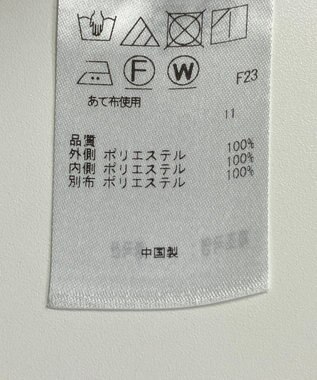 F W F23
あて布使用
11
品質
外側 ポリエステル 100%
内側 ポリエステル 100%
別布 ポリエステル 100%
中国製